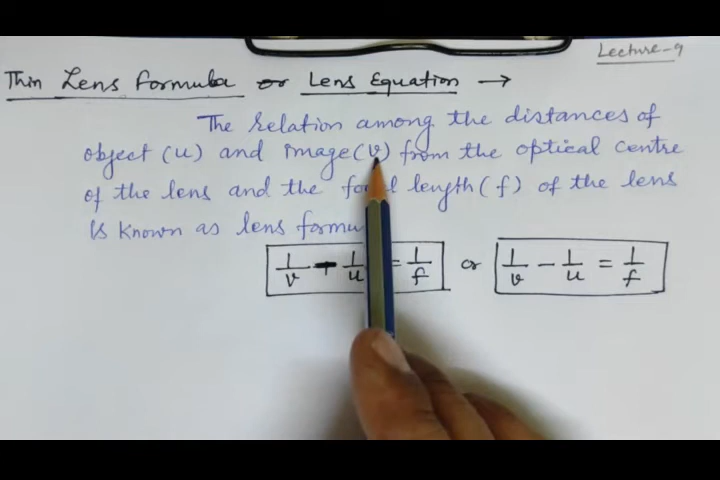 Lecture-9
Thin Lens Formula or Lens Equation →
The relation among the distances of
object (u) and image (v) from the optical centre
of the lens and the focal length (f) of the lens
is known as lens
1/v - 1/u = 1/f or 1/v - 1/u = 1/f